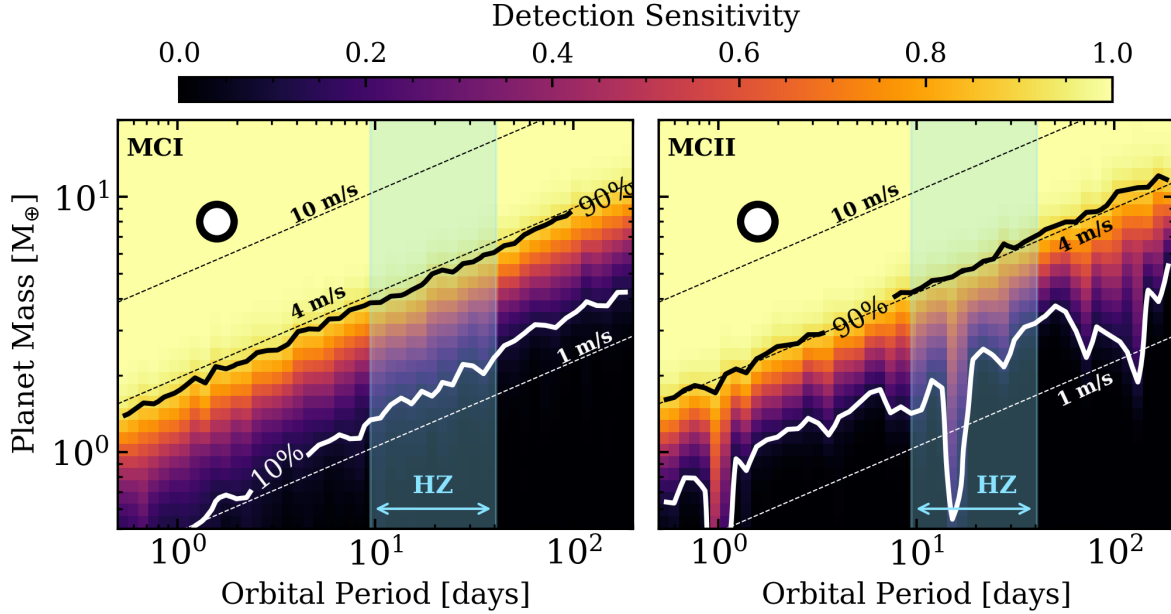 Detection Sensitivity
0.0 0.2 0.4 0.6 0.8 1.0
MCI
10 m/s
4 m/s
90%
10%
1 m/s
HZ
Planet Mass [M⊕]
10¹
10⁰
10⁰ 10¹ 10²
Orbital Period [days]
MCII
10 m/s
90%
4 m/s
1 m/s
HZ
10⁰ 10¹ 10²
Orbital Period [days]